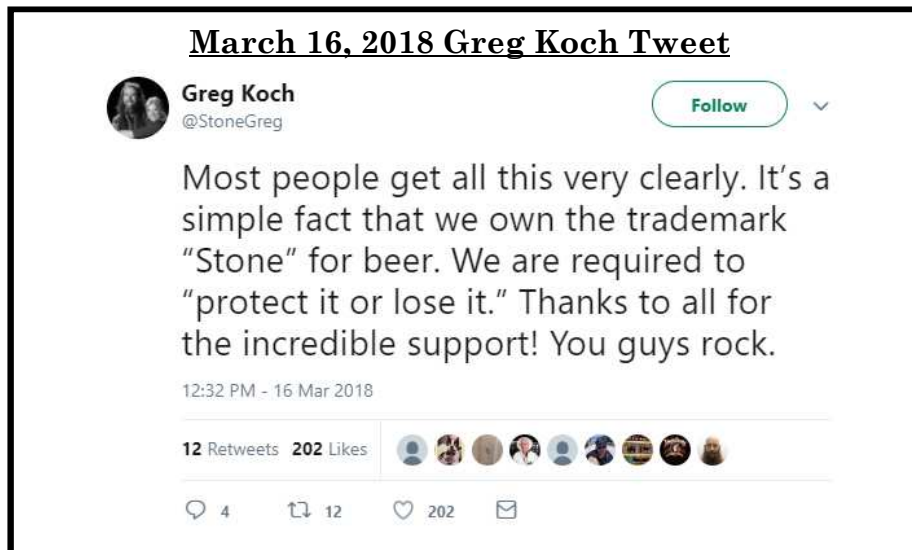 March 16, 2018 Greg Koch Tweet
Greg Koch
@StoneGreg
Follow
Most people get all this very clearly. It's a
simple fact that we own the trademark
"Stone" for beer. We are required to
"protect it or lose it." Thanks to all for
the incredible support! You guys rock.
12:32 PM - 16 Mar 2018
12 Retweets 202 Likes
4 12 202